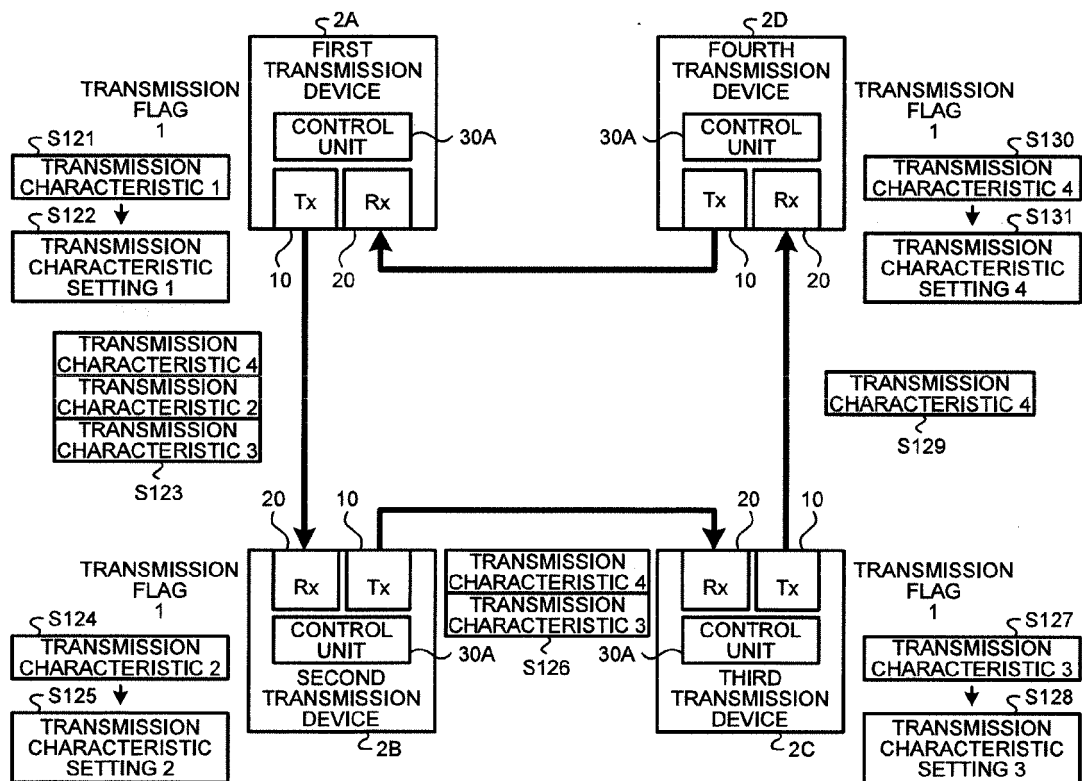 2A
FIRST
TRANSMISSION
DEVICE
CONTROL
UNIT
30A
Tx
Rx
10
20
TRANSMISSION
FLAG
1
S121
TRANSMISSION
CHARACTERISTIC 1
S122
TRANSMISSION
CHARACTERISTIC
SETTING 1
2D
FOURTH
TRANSMISSION
DEVICE
30A
CONTROL
UNIT
Tx
Rx
10
20
TRANSMISSION
FLAG
1
S130
TRANSMISSION
CHARACTERISTIC 4
S131
TRANSMISSION
CHARACTERISTIC
SETTING 4
TRANSMISSION
CHARACTERISTIC 4
TRANSMISSION
CHARACTERISTIC 2
TRANSMISSION
CHARACTERISTIC 3
S123
TRANSMISSION
CHARACTERISTIC 4
S129
TRANSMISSION
FLAG
1
S124
TRANSMISSION
CHARACTERISTIC 2
S125
TRANSMISSION
CHARACTERISTIC
SETTING 2
20
10
Rx
Tx
CONTROL
UNIT
30A
SECOND
TRANSMISSION
DEVICE
2B
TRANSMISSION
CHARACTERISTIC 4
TRANSMISSION
CHARACTERISTIC 3
S126
20
10
Rx
Tx
30A
CONTROL
UNIT
THIRD
TRANSMISSION
DEVICE
2C
TRANSMISSION
FLAG
1
S127
TRANSMISSION
CHARACTERISTIC 3
S128
TRANSMISSION
CHARACTERISTIC
SETTING 3